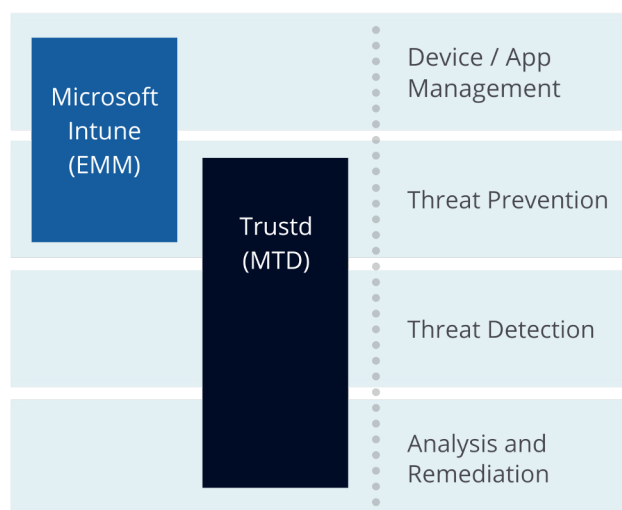 Microsoft
Intune
(EMM)
Trustd
(MTD)
Device / App
Management
Threat Prevention
Threat Detection
Analysis and
Remediation